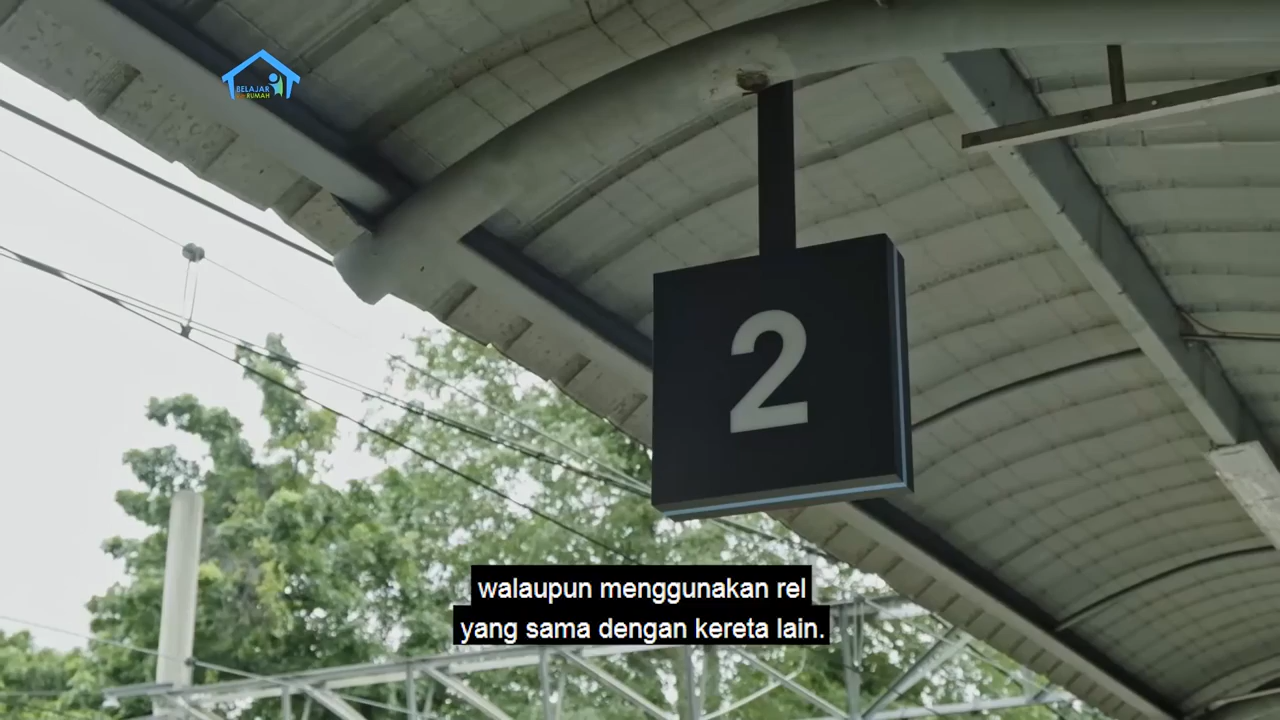 BELAJAR
RUMAH
2
walaupun menggunakan rel
yang sama dengan kereta lain.